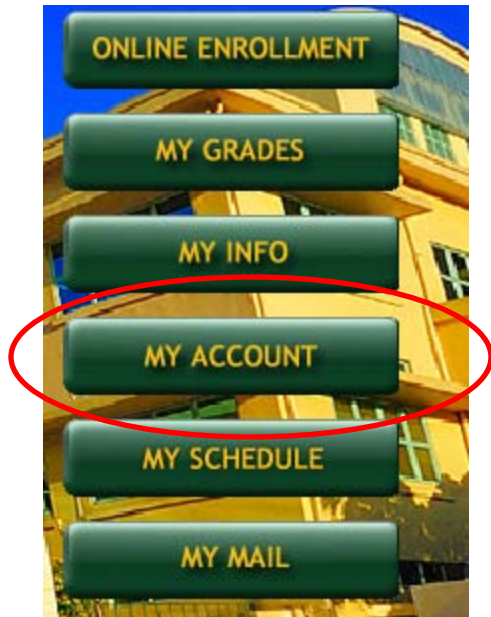 ONLINE ENROLLMENT
MY GRADES
MY INFO
MY ACCOUNT
MY SCHEDULE
MY MAIL